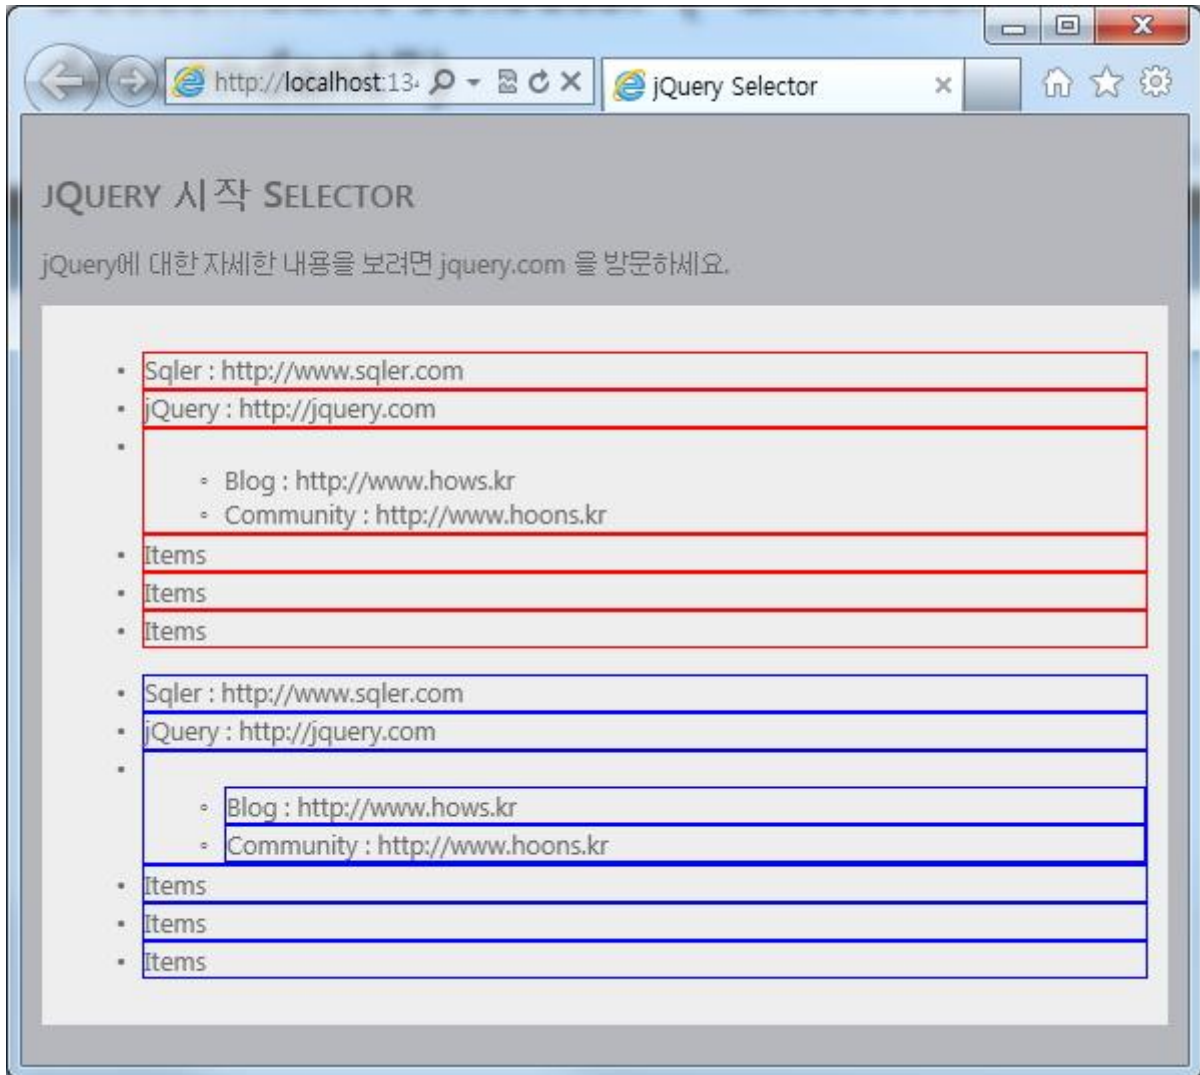 http://localhost:134
jQuery Selector
JQUERY 시작 SELECTOR
jQuery에 대한 자세한 내용을 보려면 jquery.com 을 방문하세요.
Sqler : http://www.sqler.com
jQuery : http://jquery.com
Blog : http://www.hows.kr
Community : http://www.hoons.kr
Items
Items
Items
Sqler : http://www.sqler.com
jQuery : http://jquery.com
Blog : http://www.hows.kr
Community : http://www.hoons.kr
Items
Items
Items